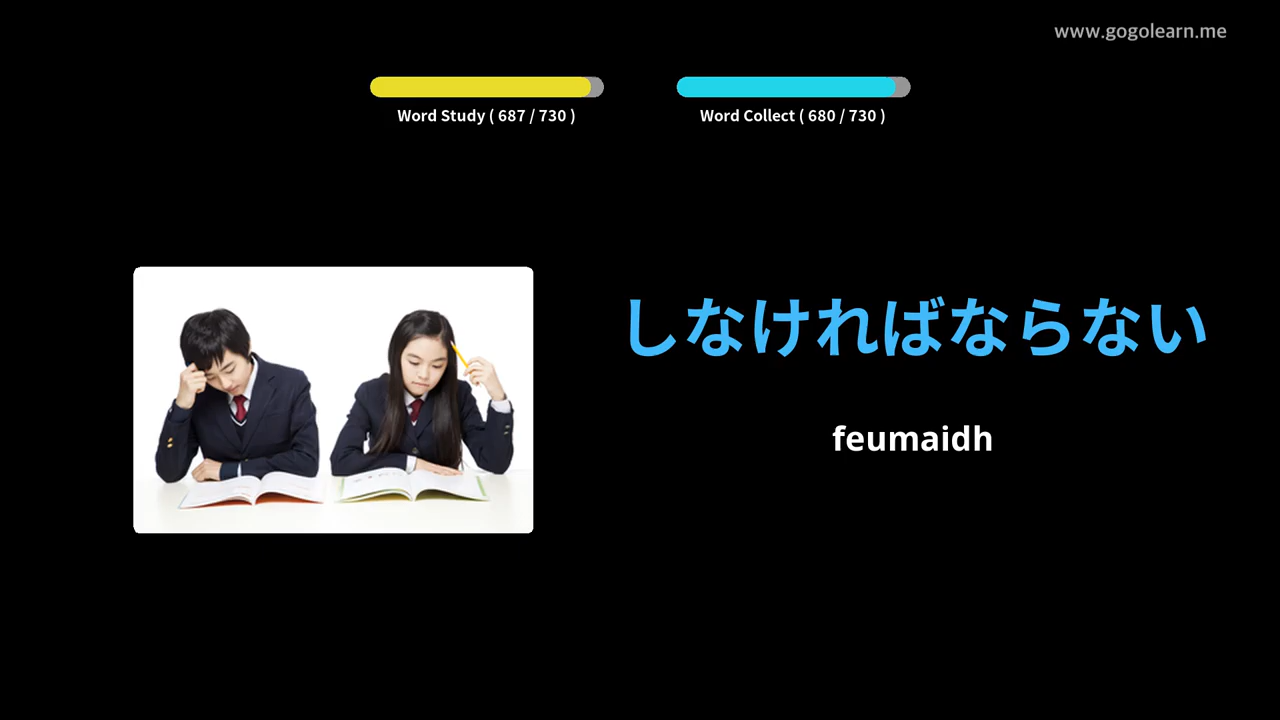 www.gogolearn.me
Word Study ( 687 / 730 )
Word Collect ( 680 / 730 )
しなければならない
feumaidh